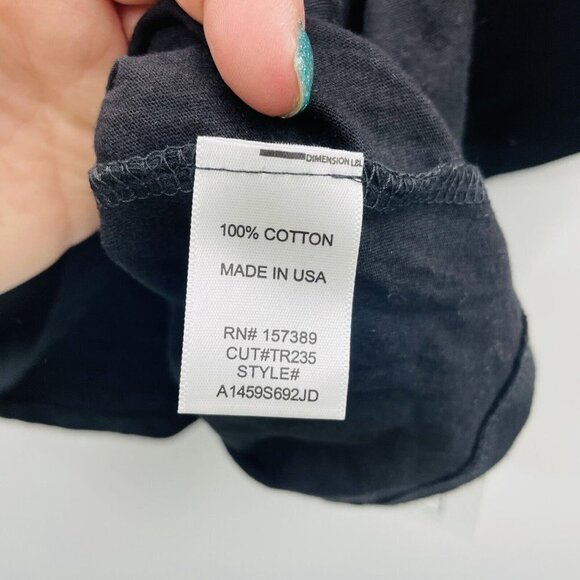 DIMENSION LBL
100% COTTON
MADE IN USA
RN# 157389
CUT#TR235
STYLE#
A1459S692JD